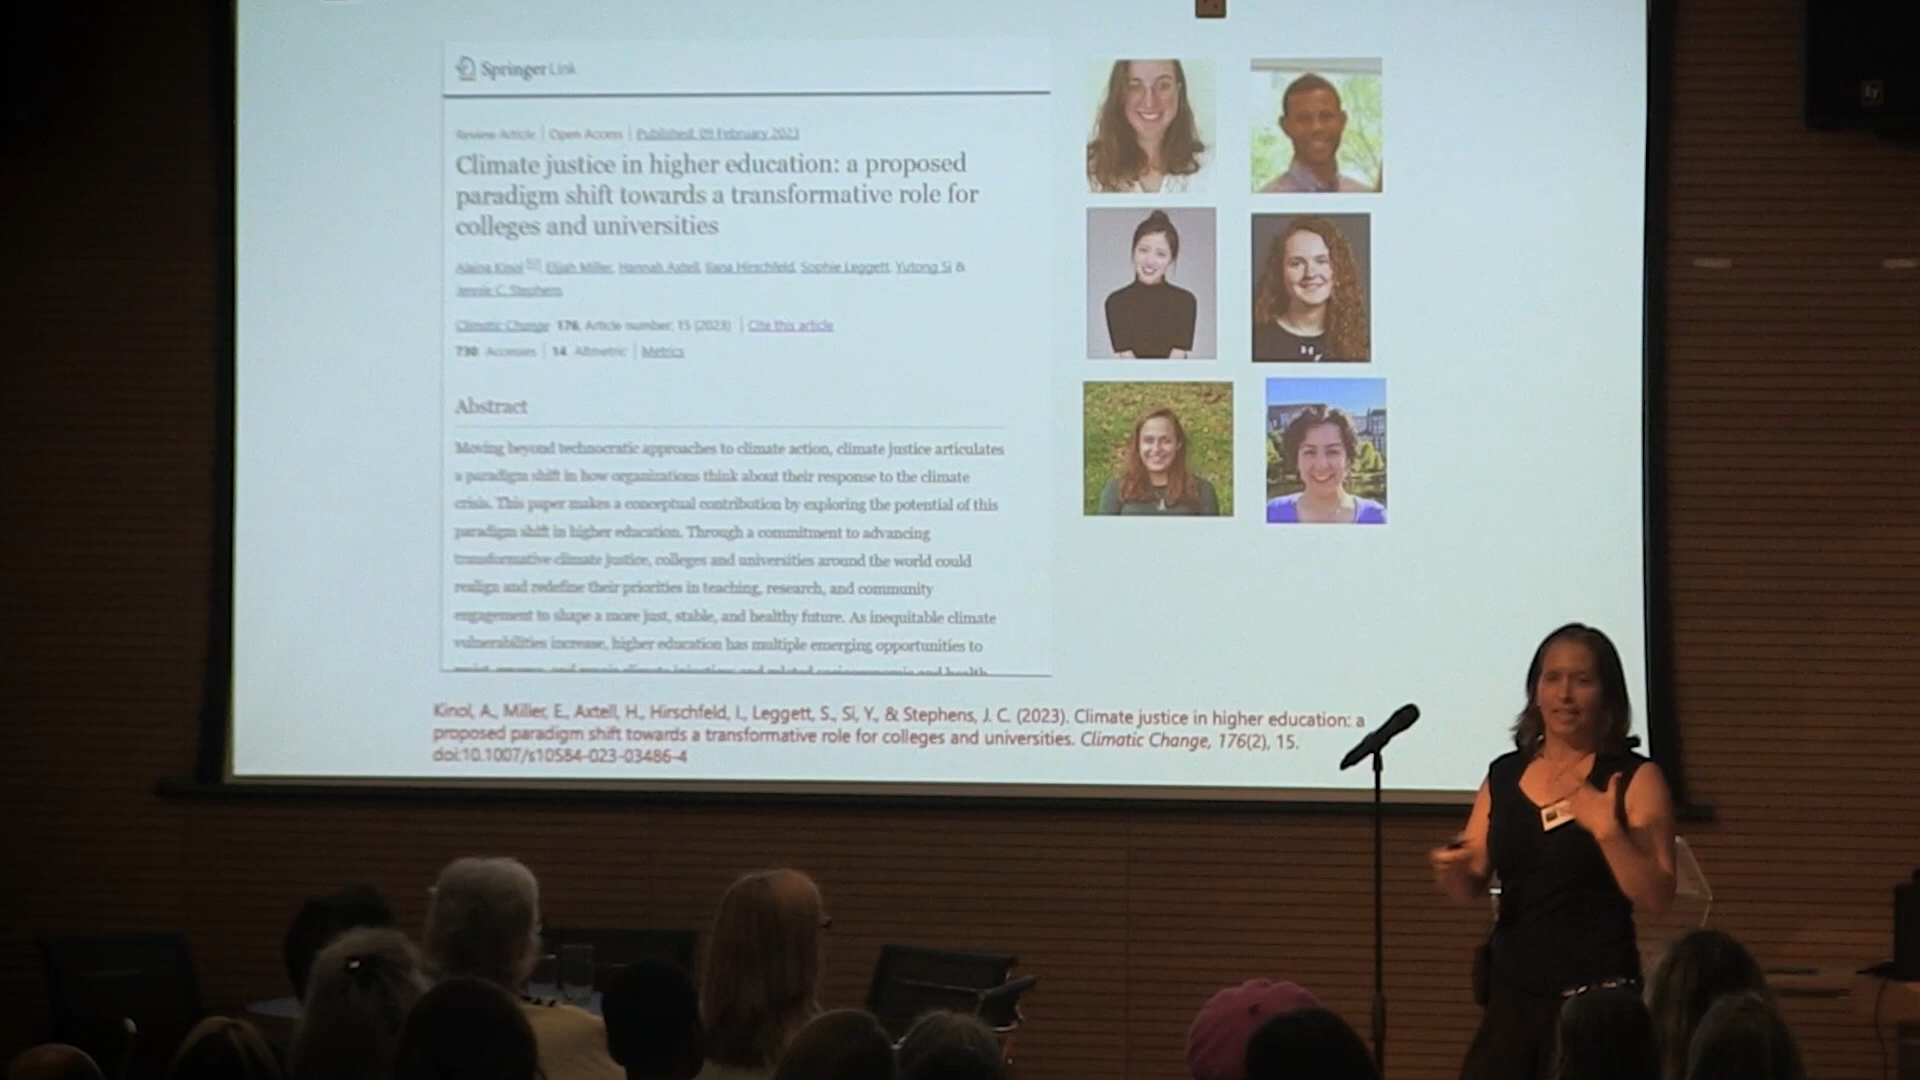 Springer Link
Review Article | Open Access | Published: 09 February 2023
Climate justice in higher education: a proposed
paradigm shift towards a transformative role for
colleges and universities
Alaina Kinol, Elijah Miller, Hannah Axtell, Ilana Hirschfeld, Sophie Leggett, Yutong Si &
Jennie C. Stephens
Climatic Change 176, Article number: 15 (2023) | Cite this article
730 Accesses | 14 Altmetric | Metrics
Abstract
Moving beyond technocratic approaches to climate action, climate justice articulates
a paradigm shift in how organizations think about their response to the climate
crisis. This paper makes a conceptual contribution by exploring the potential of this
paradigm shift in higher education. Through a commitment to advancing
transformative climate justice, colleges and universities around the world could
realign and redefine their priorities in teaching, research, and community
engagement to shape a more just, stable, and healthy future. As inequitable climate
vulnerabilities increase, higher education has multiple emerging opportunities to
Kinol, A., Miller, E., Axtell, H., Hirschfeld, I., Leggett, S., Si, Y., & Stephens, J. C. (2023). Climate justice in higher education: a
proposed paradigm shift towards a transformative role for colleges and universities. Climatic Change, 176(2), 15.
doi:10.1007/s10584-023-03486-4